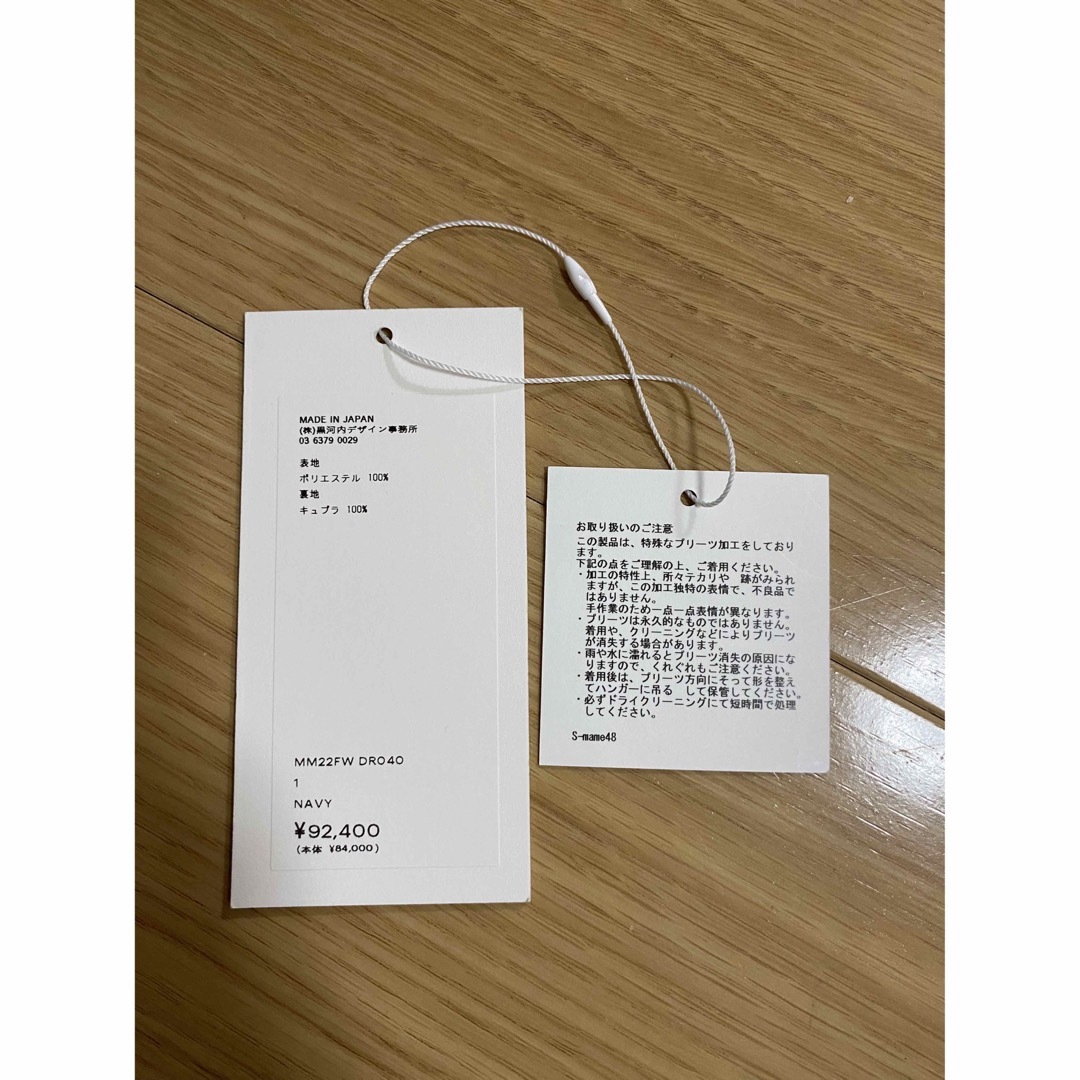 MADE IN JAPAN
(株)黒河内デザイン事務所
03 6379 0029
表地
ポリエステル 100%
裏地
キュプラ 100%
MM22FW DR040
1
NAVY
¥92,400
(本体 ¥84,000)
お取り扱いのご注意
この製品は、特殊なプリーツ加工をしており
ます。
下記の点をご理解の上、ご着用ください。
・加工の特性上、所々テカリや 跡がみられ
ますが、この加工独特の表情で、不良品で
はありません。
手作業のため一点一点表情が異なります。
・プリーツは永久的なものではありません。
着用や、クリーニングなどによりプリーツ
が消失する場合があります。
・雨や水に濡れるとプリーツ消失の原因にな
りますので、くれぐれもご注意ください。
・着用後は、プリーツ方向にそって形を整え
てハンガーに吊る して保管してください。
・必ずドライクリーニングにて短時間で処理
してください。
S-mame48